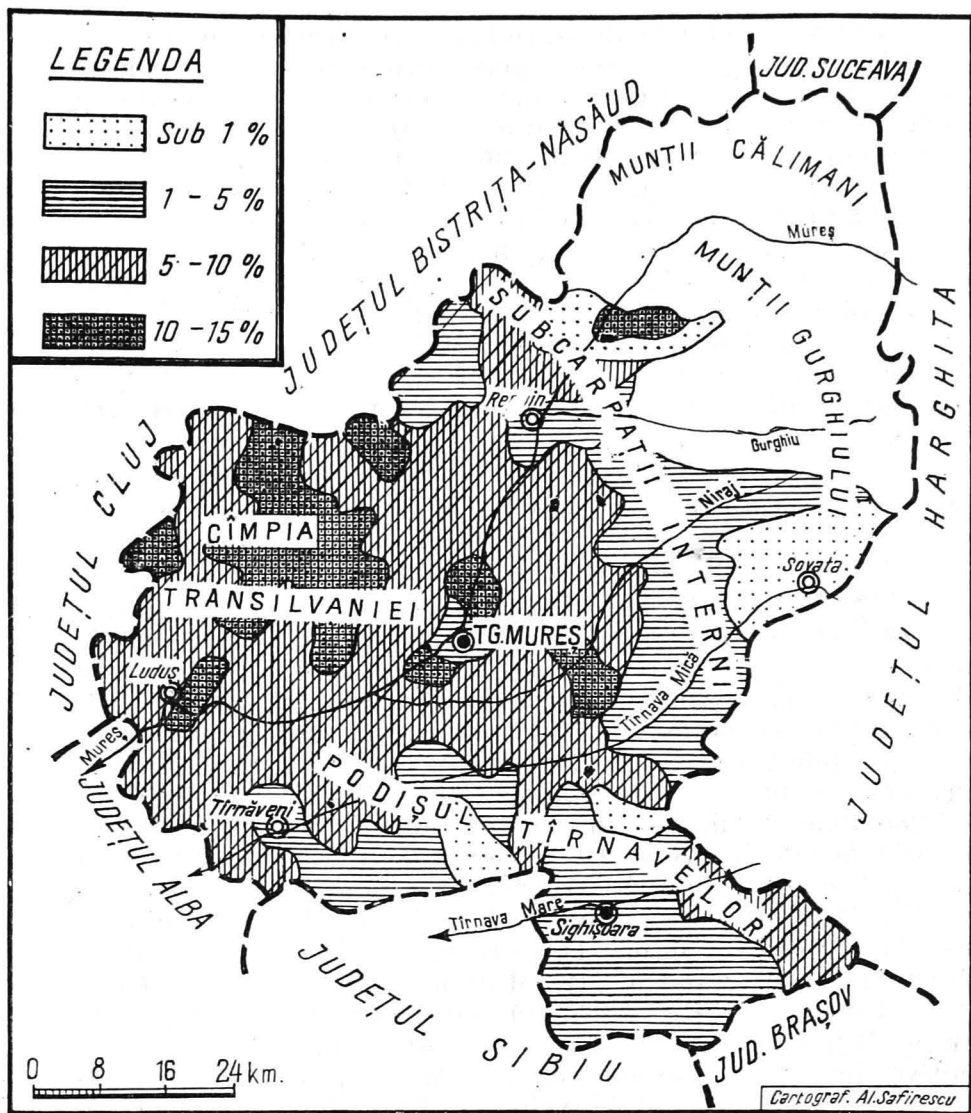 LEGENDA
Sub 1 %
1 - 5 %
5 - 10 %
10 - 15 %
JUD. SUCEAVA
JUDEȚUL BISTRIȚA-NĂSĂUD
MUNȚII CĂLIMANI
Mureș
MUNȚII GURGHIULUI
JUDEȚUL HARGHITA
SUBCARPAȚII INTERNI
Gurghiu
Niraj
Sovata
JUDEȚUL CLUJ
CÎMPIA
TRANSILVANIEI
TG. MUREȘ
Luduș
Tîrnava Mică
Mureș
JUDEȚUL ALBA
Tîrnăveni
PODIȘUL
TÎRNAVELOR
Tîrnava Mare
Sighișoara
JUDEȚUL
SIBIU
JUD. BRAȘOV
0 8 16 24 km.
Cartograf. Al. Safirescu